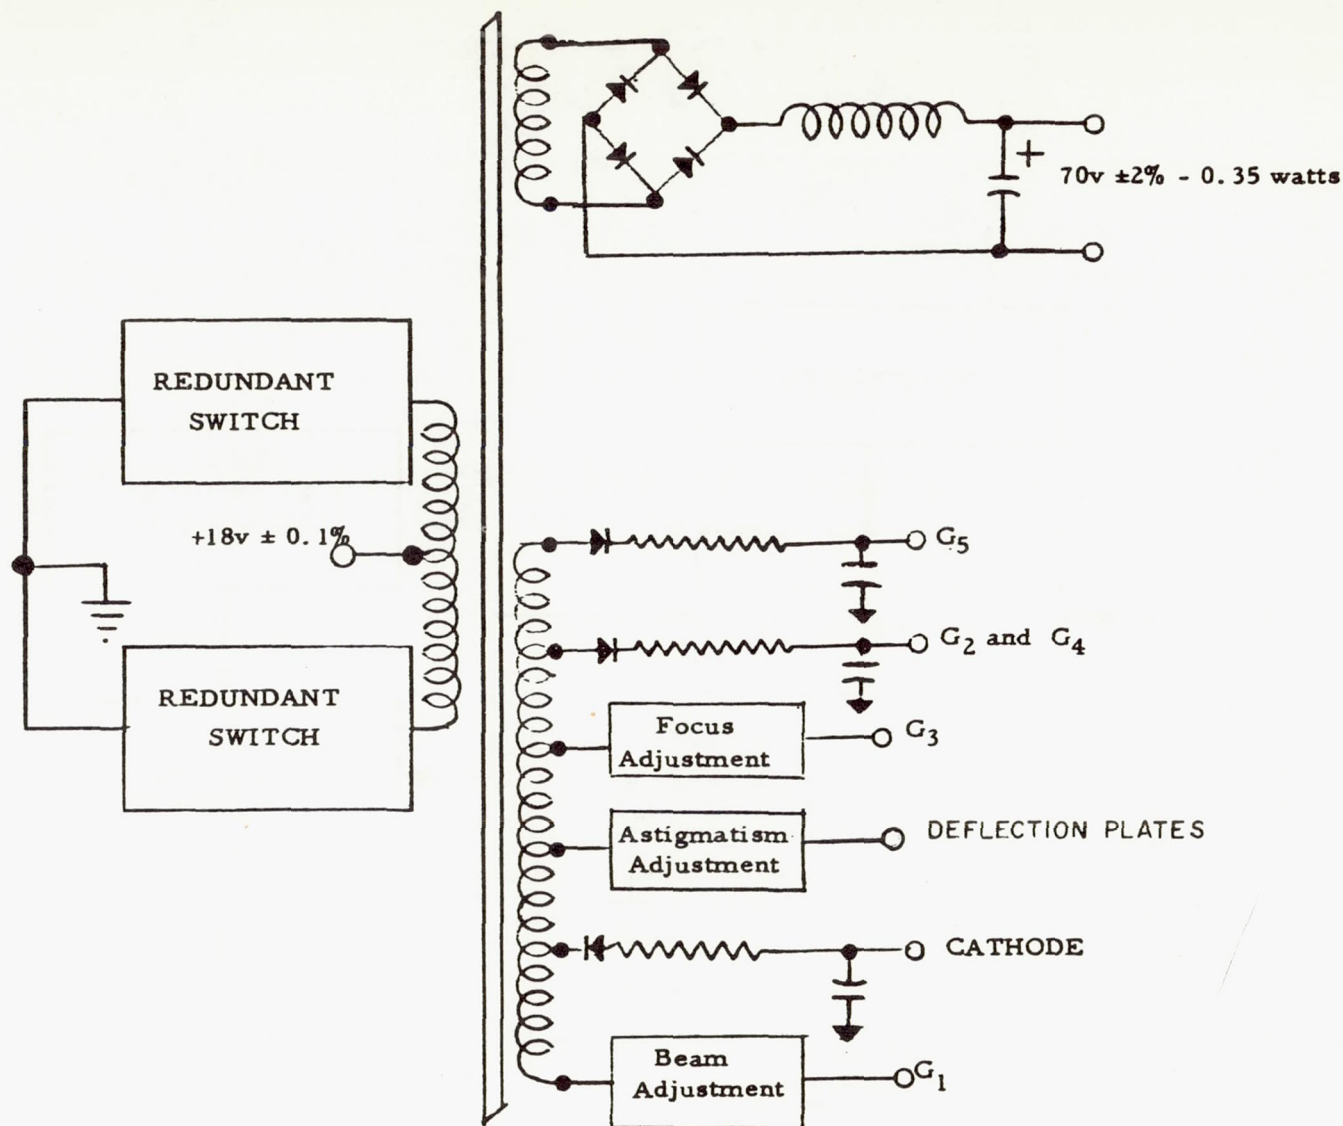 +
70v ±2% - 0.35 watts
REDUNDANT
SWITCH
+18v ± 0.1%
G5
G2 and G4
REDUNDANT
SWITCH
Focus
Adjustment
G3
Astigmatism
Adjustment
DEFLECTION PLATES
CATHODE
Beam
Adjustment
G1